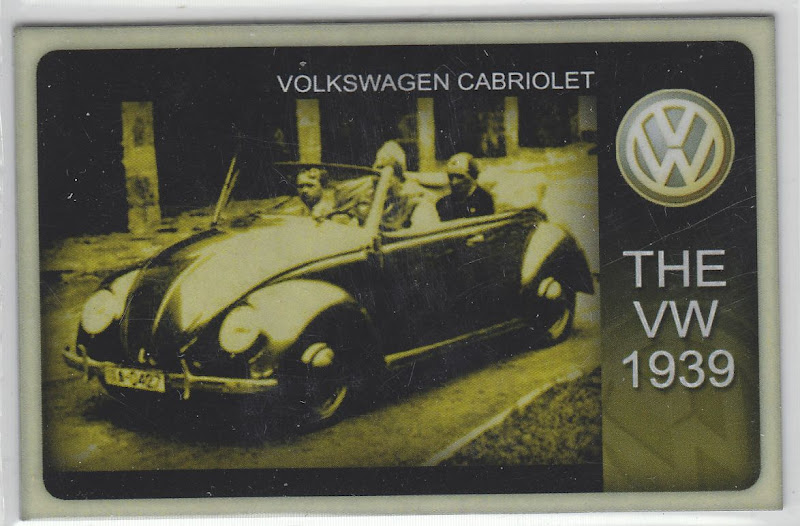 VOLKSWAGEN CABRIOLET
THE
VW
1939